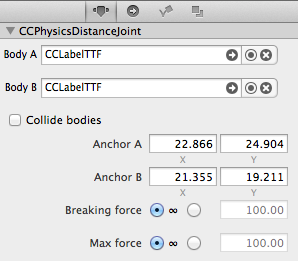 CCPhysicsDistanceJoint
Body A CCLabelTTF
Body B CCLabelTTF
Collide bodies
Anchor A 22.866 24.904
X Y
Anchor B 21.355 19.211
X Y
Breaking force ∞ 100.00
Max force ∞ 100.00